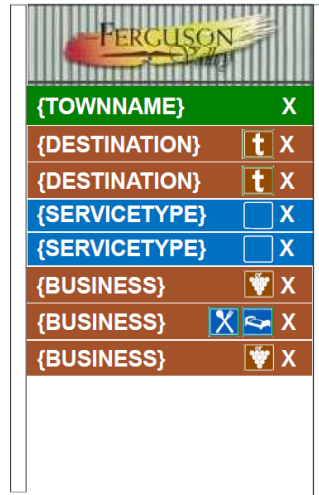 FERGUSON
Valley
{TOWNNAME} X
{DESTINATION} t X
{DESTINATION} t X
{SERVICETYPE} X
{SERVICETYPE} X
{BUSINESS} X
{BUSINESS} X
{BUSINESS} X